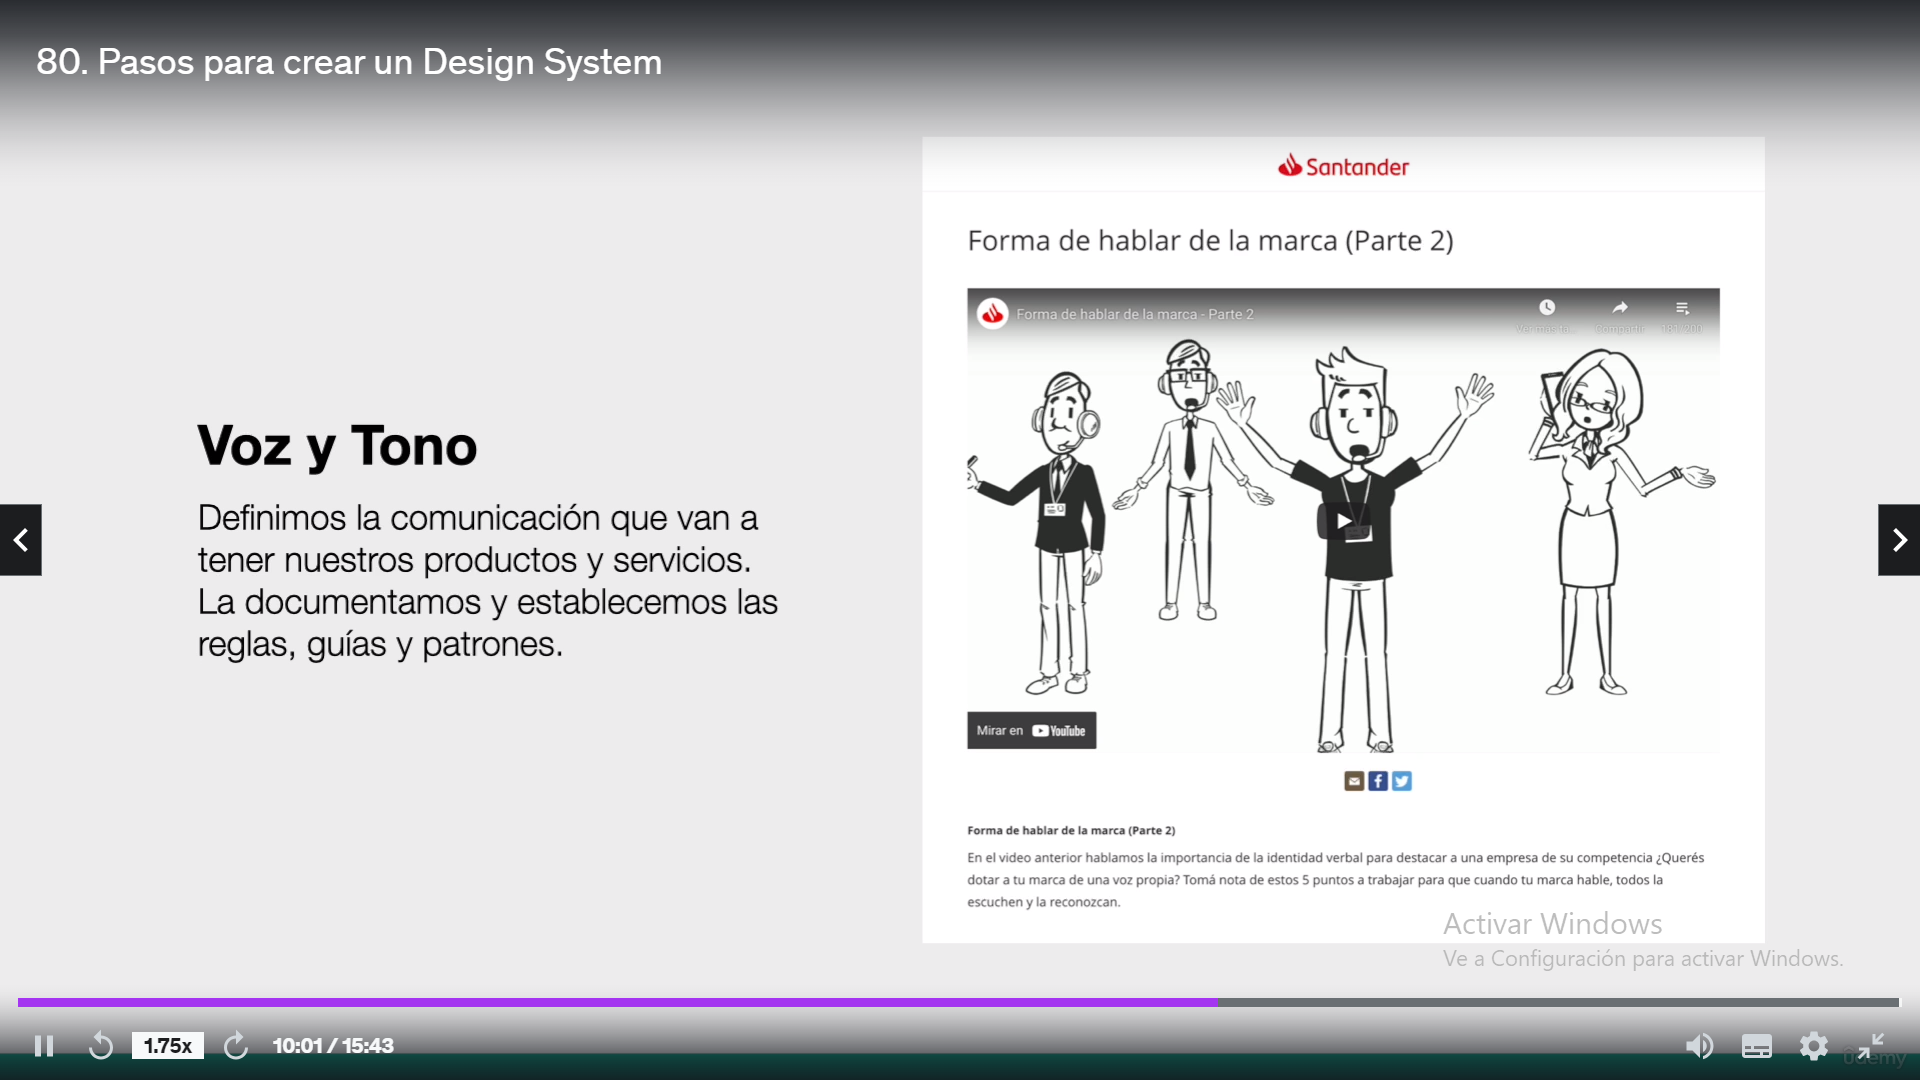 80. Pasos para crear un Design System
Santander
Forma de hablar de la marca (Parte 2)
Forma de hablar de la marca - Parte 2
Ver más ta...
Compartir
Voz y Tono
Definimos la comunicación que van a
tener nuestros productos y servicios.
La documentamos y establecemos las
reglas, guías y patrones.
Mirar en YouTube
Forma de hablar de la marca (Parte 2)
En el video anterior hablamos la importancia de la identidad verbal para destacar a una empresa de su competencia ¿Querés
dotar a tu marca de una voz propia? Tomá nota de estos 5 puntos a trabajar para que cuando tu marca hable, todos la
escuchen y la reconozcan.
Activar Windows
Ve a Configuración para activar Windows.
1.75x
10:01 / 15:43
ûdemy